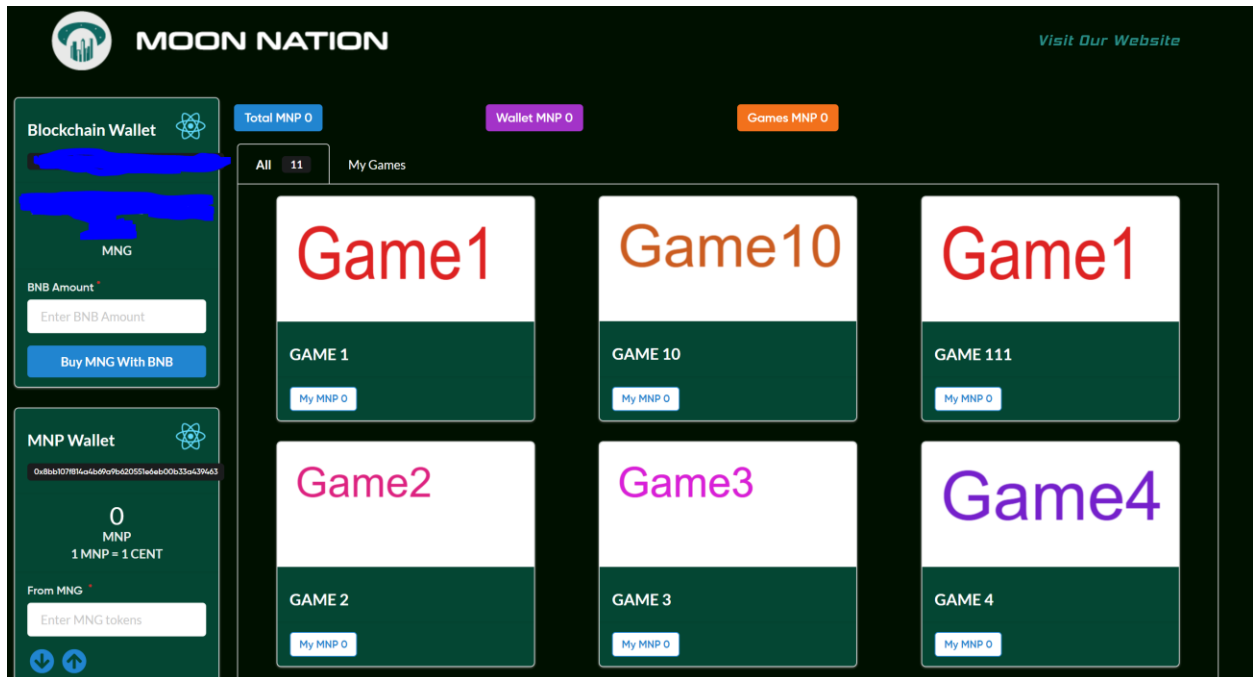 MOON NATION
Visit Our Website
Blockchain Wallet
MNG
BNB Amount *
Enter BNB Amount
Buy MNG With BNB
MNP Wallet
0x8bb107f814a4b69a9b620551e6eb00b33a439463
0
MNP
1 MNP = 1 CENT
From MNG *
Enter MNG tokens
Total MNP 0
Wallet MNP 0
Games MNP 0
All 11 My Games
Game1
GAME 1
My MNP 0
Game10
GAME 10
My MNP 0
Game1
GAME 111
My MNP 0
Game2
GAME 2
My MNP 0
Game3
GAME 3
My MNP 0
Game4
GAME 4
My MNP 0